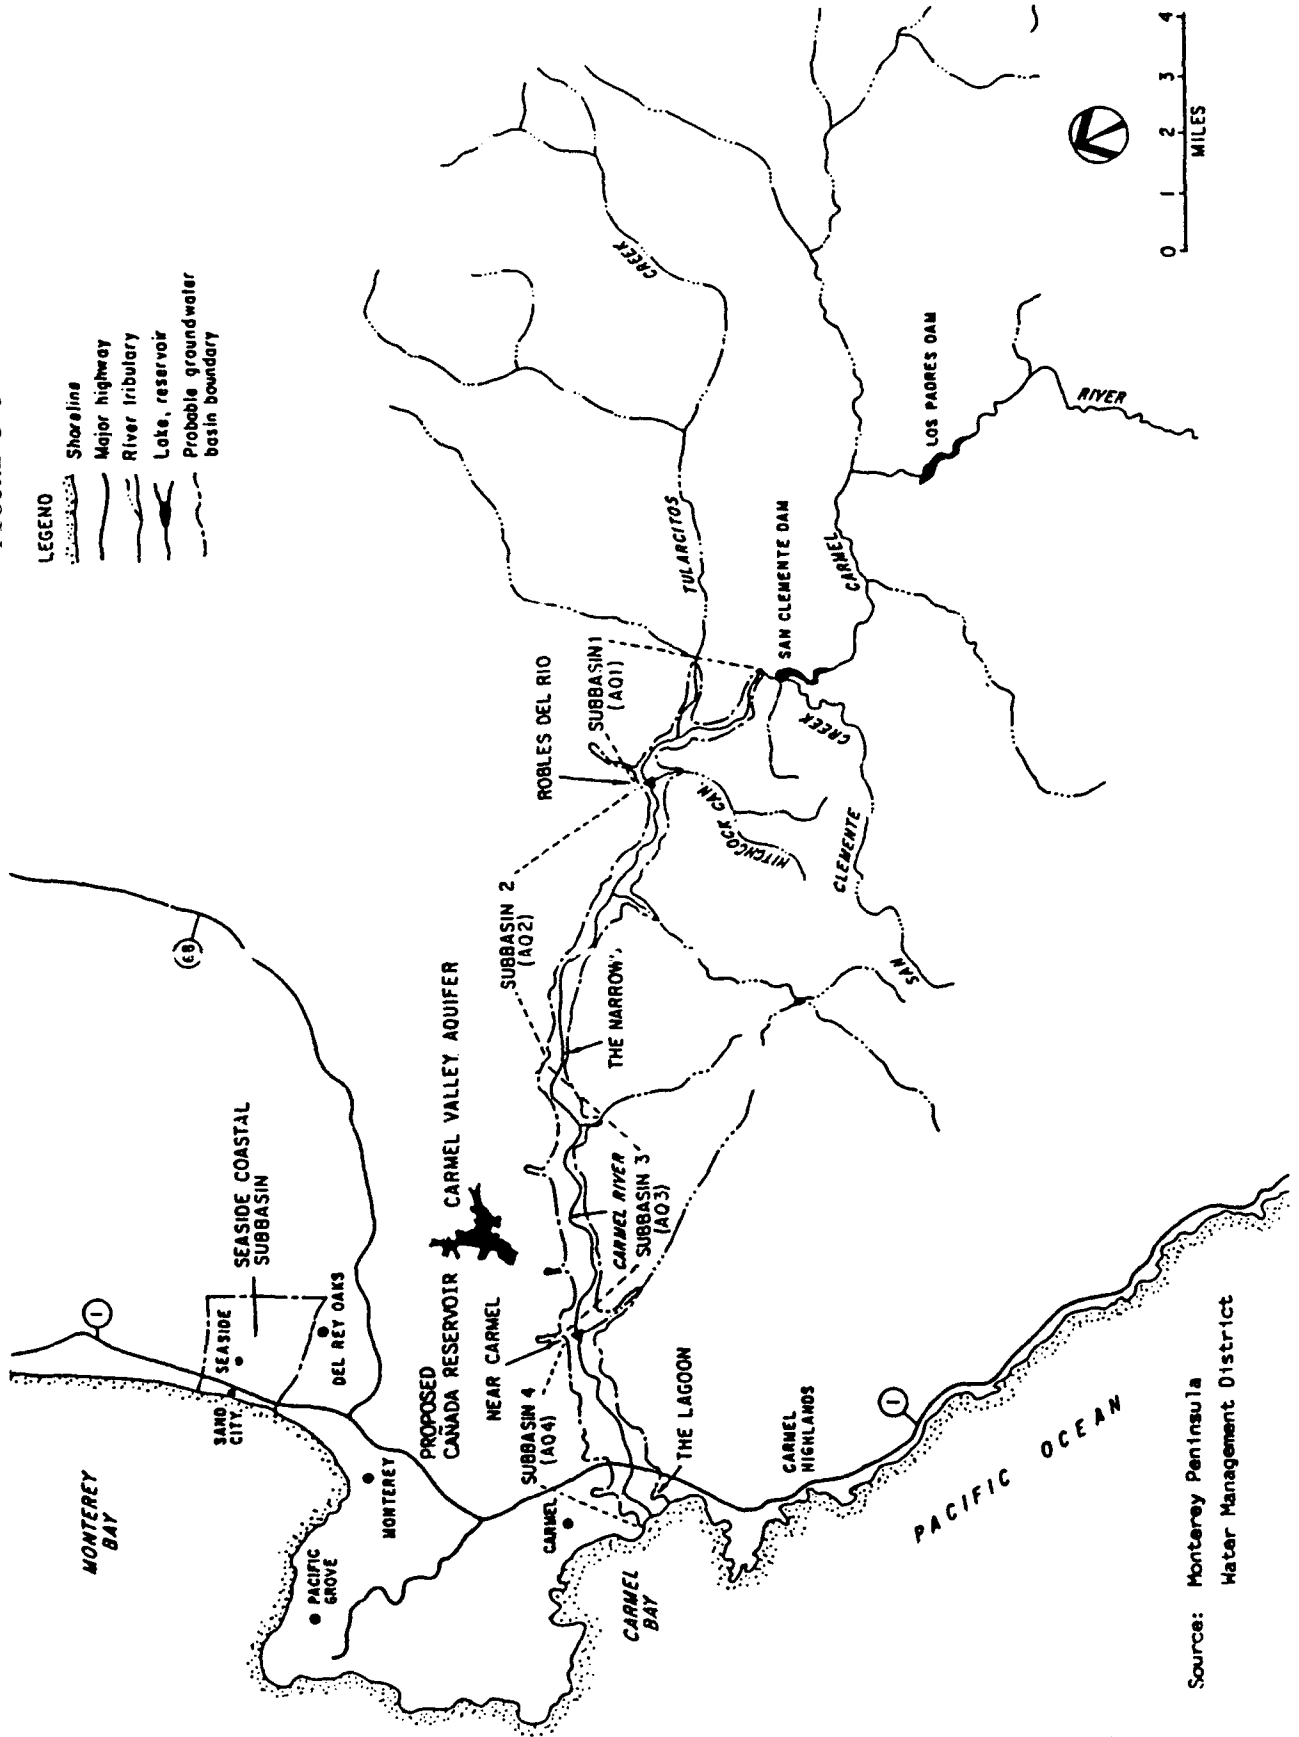 LEGEND
Shoreline
Major highway
River tributary
Lake, reservoir
Probable groundwater
basin boundary
MONTEREY
BAY
PACIFIC
GROVE
MONTEREY
SAND
CITY
SEASIDE
DEL REY OAKS
SEASIDE COASTAL
SUBBASIN
1
68
PROPOSED
CAÑADA RESERVOIR
CARMEL VALLEY AQUIFER
NEAR CARMEL
SUBBASIN 4
(AQ4)
CARMEL
CARMEL
BAY
THE LAGOON
CARMEL
HIGHLANDS
1
PACIFIC OCEAN
CARMEL RIVER
SUBBASIN 3
(AQ3)
THE NARROWS
SUBBASIN 2
(AQ2)
ROBLES DEL RIO
SUBBASIN 1
(AQ1)
TULARCITOS
CREEK
HITCHCOCK CAN.
SAN
CLEMENTE
CREEK
SAN CLEMENTE DAM
CARMEL
RIVER
LOS PADRES DAM
0 1 2 3 4
MILES
Source: Monterey Peninsula
Water Management District